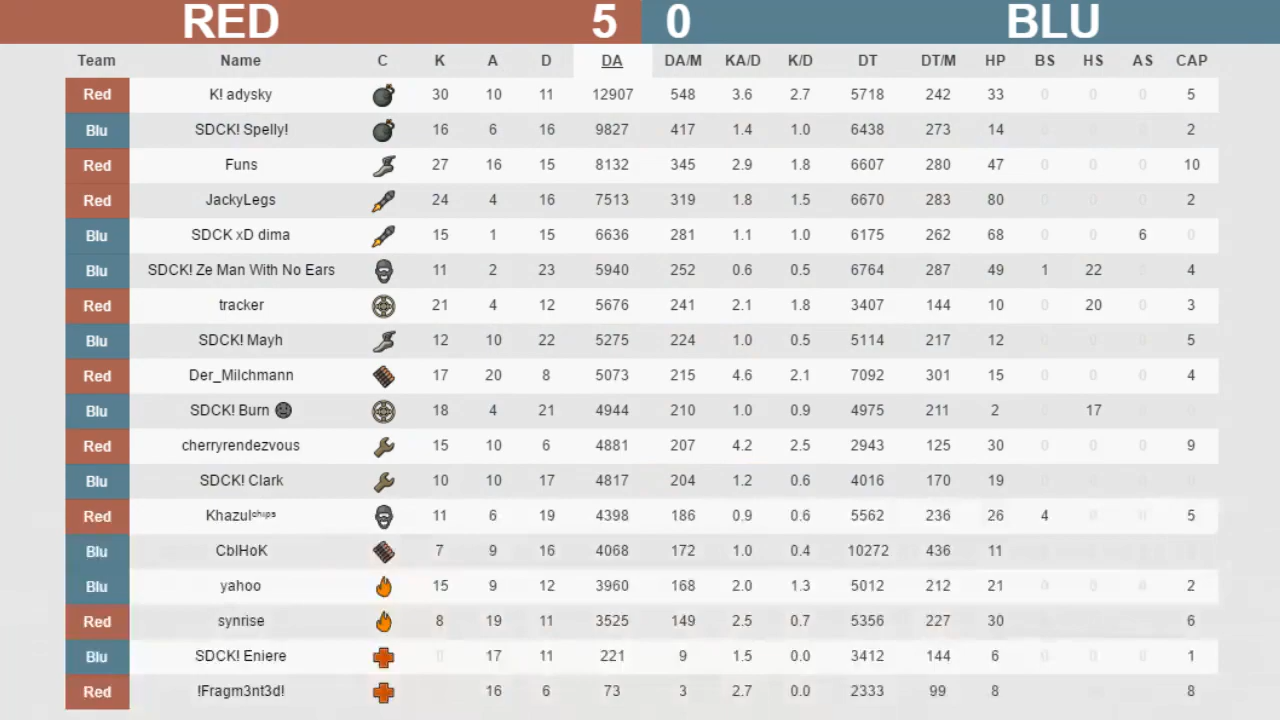 RED 5 0 BLU
Team Name C K A D DA DA/M KA/D K/D DT DT/M HP BS HS AS CAP
Red K! adysky 30 10 11 12907 548 3.6 2.7 5718 242 33 0 0 0 5
Blu SDCK! Spelly! 16 6 16 9827 417 1.4 1.0 6438 273 14 2
Red Funs 27 16 15 8132 345 2.9 1.8 6607 280 47 0 0 0 10
Red JackyLegs 24 4 16 7513 319 1.8 1.5 6670 283 80 0 0 0 2
Blu SDCK xD dima 15 1 15 6636 281 1.1 1.0 6175 262 68 0 0 6 0
Blu SDCK! Ze Man With No Ears 11 2 23 5940 252 0.6 0.5 6764 287 49 1 22 4
Red tracker 21 4 12 5676 241 2.1 1.8 3407 144 10 0 20 0 3
Blu SDCK! Mayh 12 10 22 5275 224 1.0 0.5 5114 217 12 5
Red Der_Milchmann 17 20 8 5073 215 4.6 2.1 7092 301 15 0 0 0 4
Blu SDCK! Burn 18 4 21 4944 210 1.0 0.9 4975 211 2 17
Red cherryrendezvous 15 10 6 4881 207 4.2 2.5 2943 125 30 0 0 0 9
Blu SDCK! Clark 10 10 17 4817 204 1.2 0.6 4016 170 19
Red Khazulᶜʰⁱᵖˢ 11 6 19 4398 186 0.9 0.6 5562 236 26 4 0 0 5
Blu CblHoK 7 9 16 4068 172 1.0 0.4 10272 436 11
Blu yahoo 15 9 12 3960 168 2.0 1.3 5012 212 21 0 0 0 2
Red synrise 8 19 11 3525 149 2.5 0.7 5356 227 30 6
Blu SDCK! Eniere 0 17 11 221 9 1.5 0.0 3412 144 6 0 0 0 1
Red !Fragm3nt3d! 16 6 73 3 2.7 0.0 2333 99 8 8